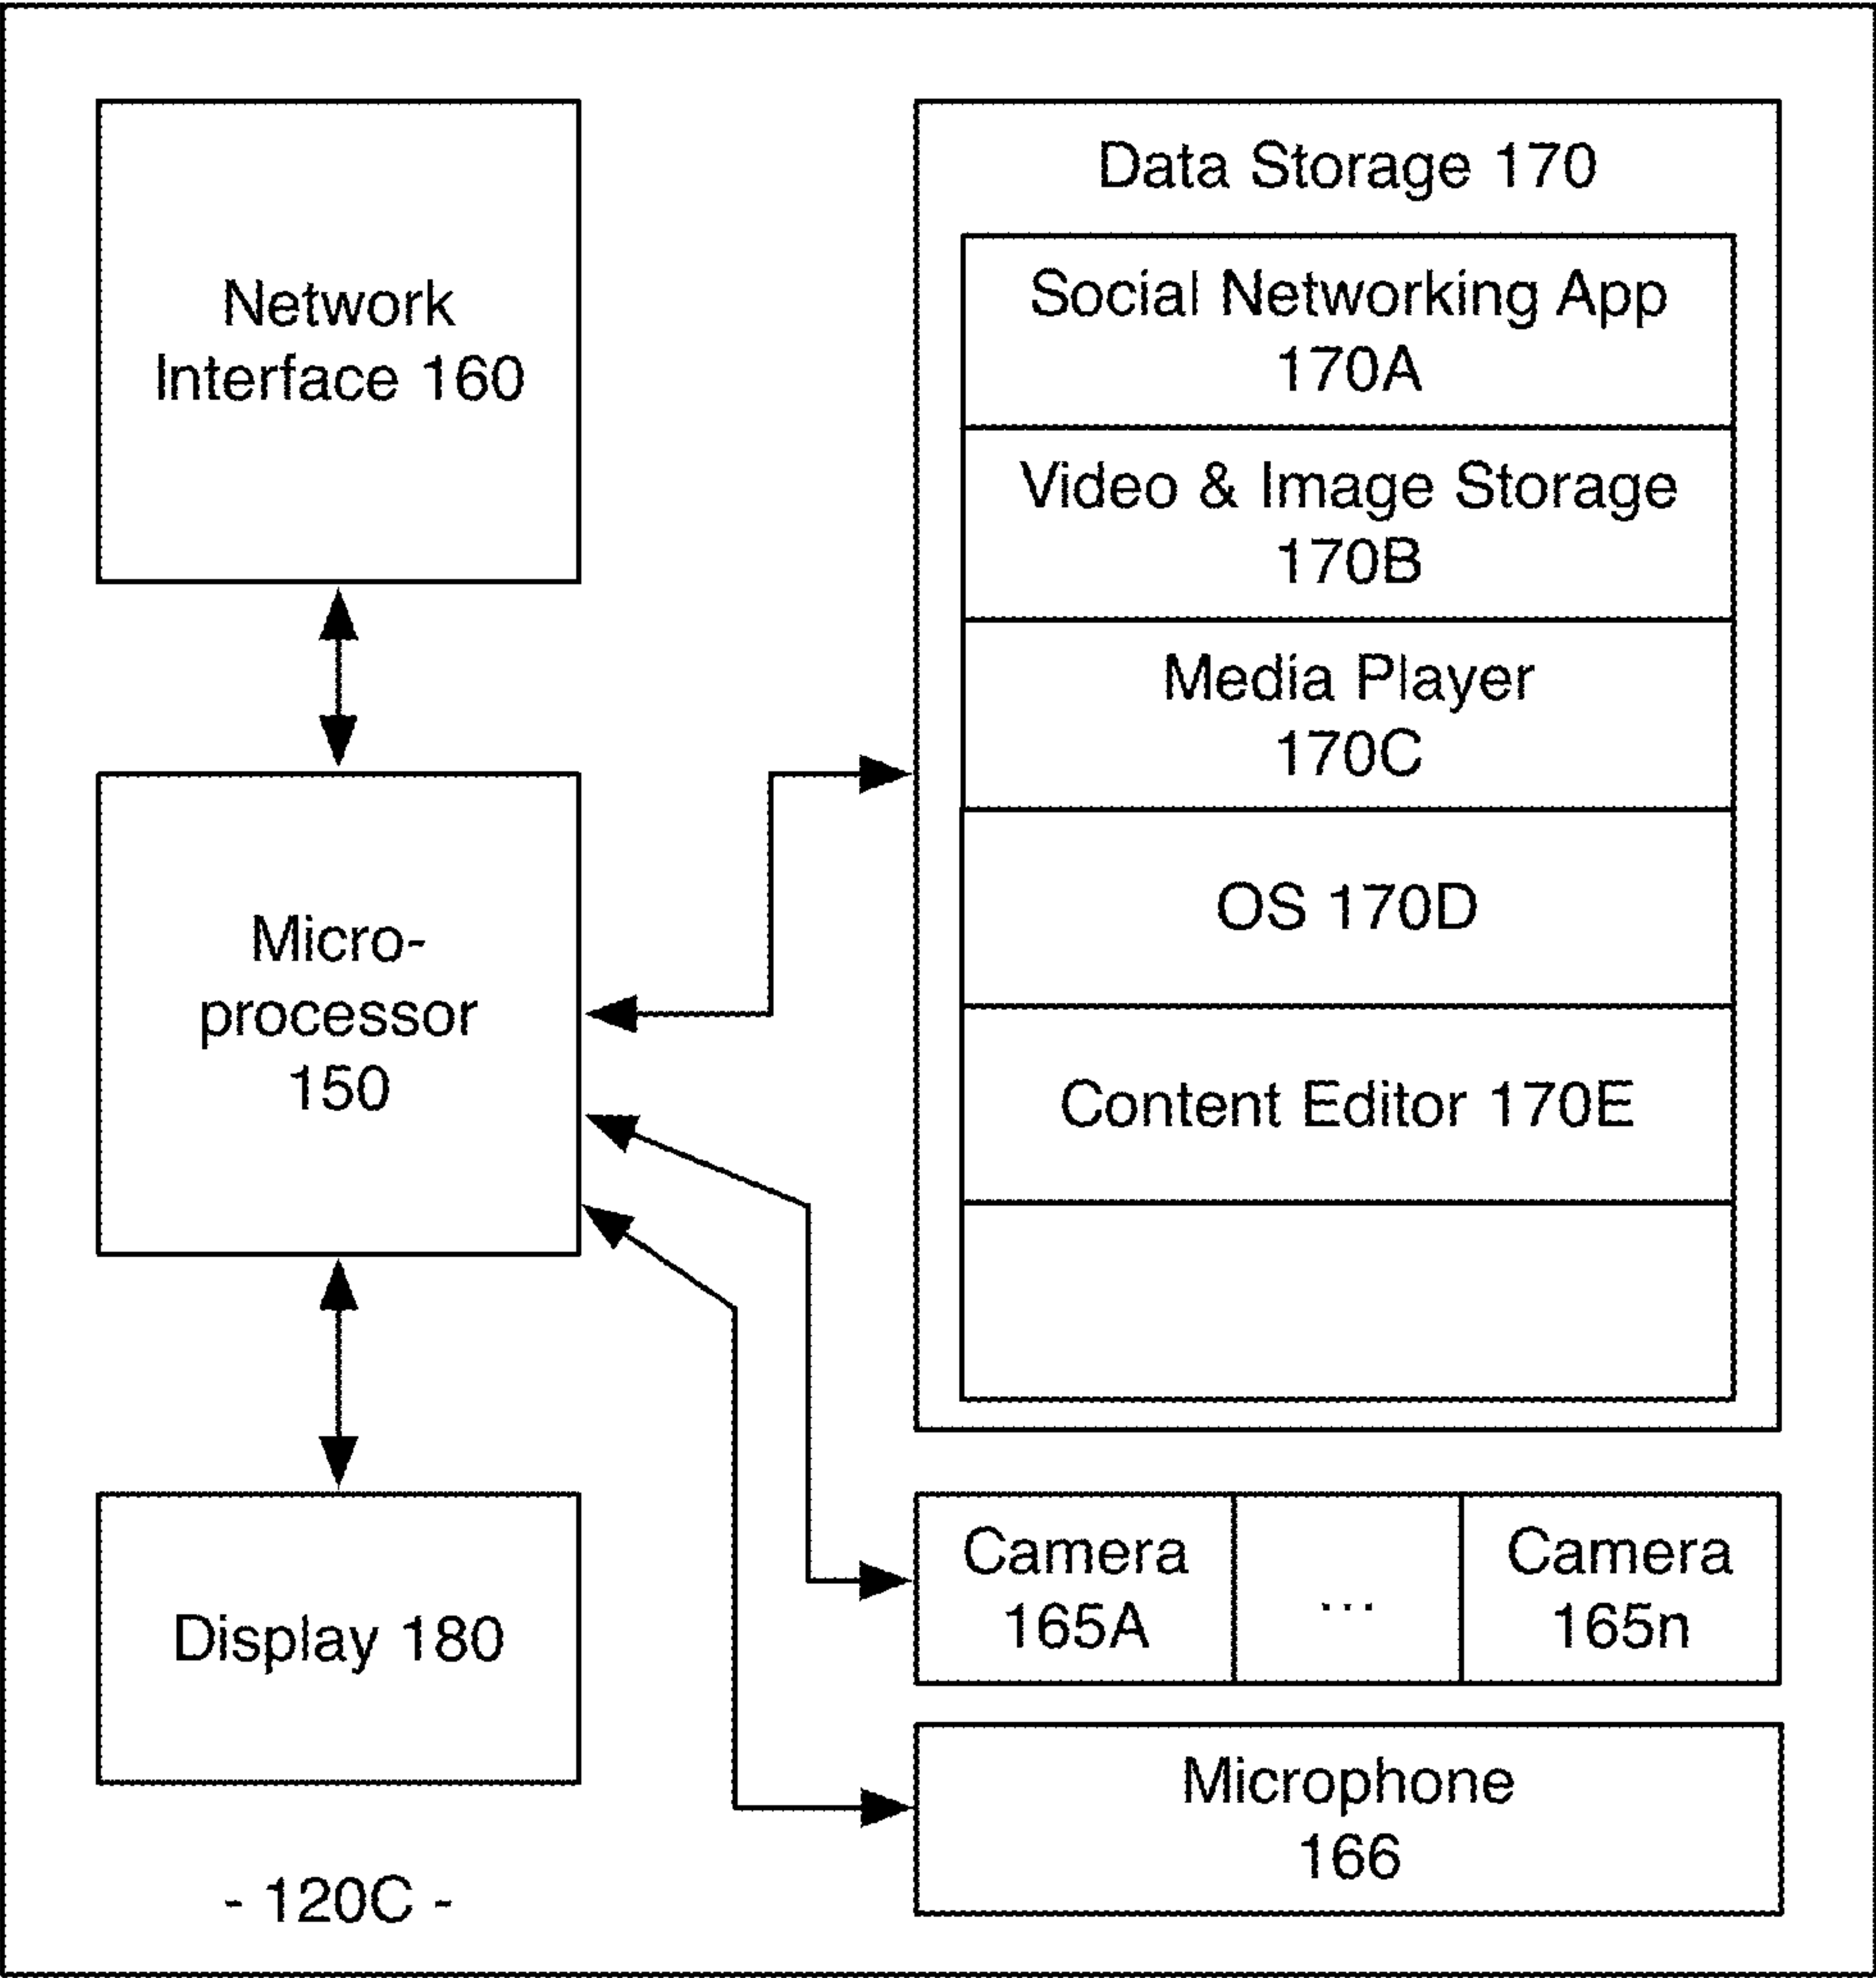 Network
Interface 160
Micro-
processor
150
Display 180
- 120C -
Data Storage 170
Social Networking App
170A
Video & Image Storage
170B
Media Player
170C
OS 170D
Content Editor 170E
Camera
165A
...
Camera
165n
Microphone
166